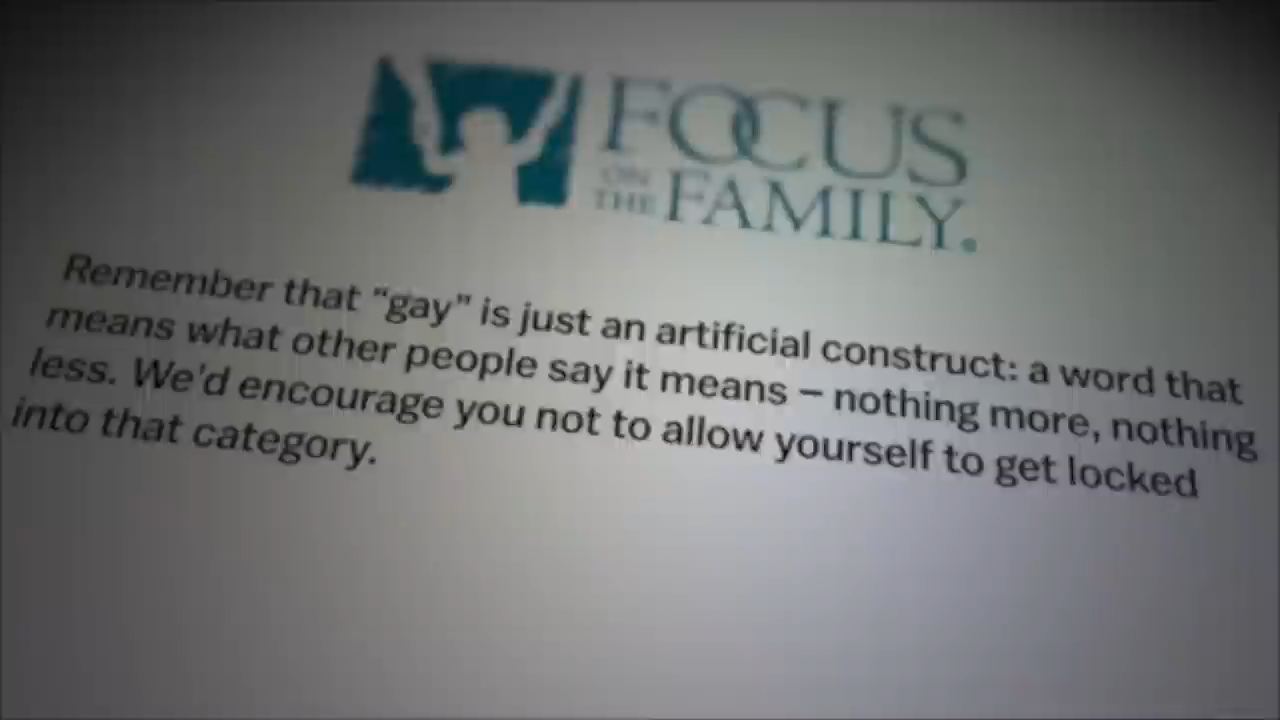 FOCUS
ON THE FAMILY.
Remember that “gay” is just an artificial construct: a word that
means what other people say it means – nothing more, nothing
less. We'd encourage you not to allow yourself to get locked
into that category.